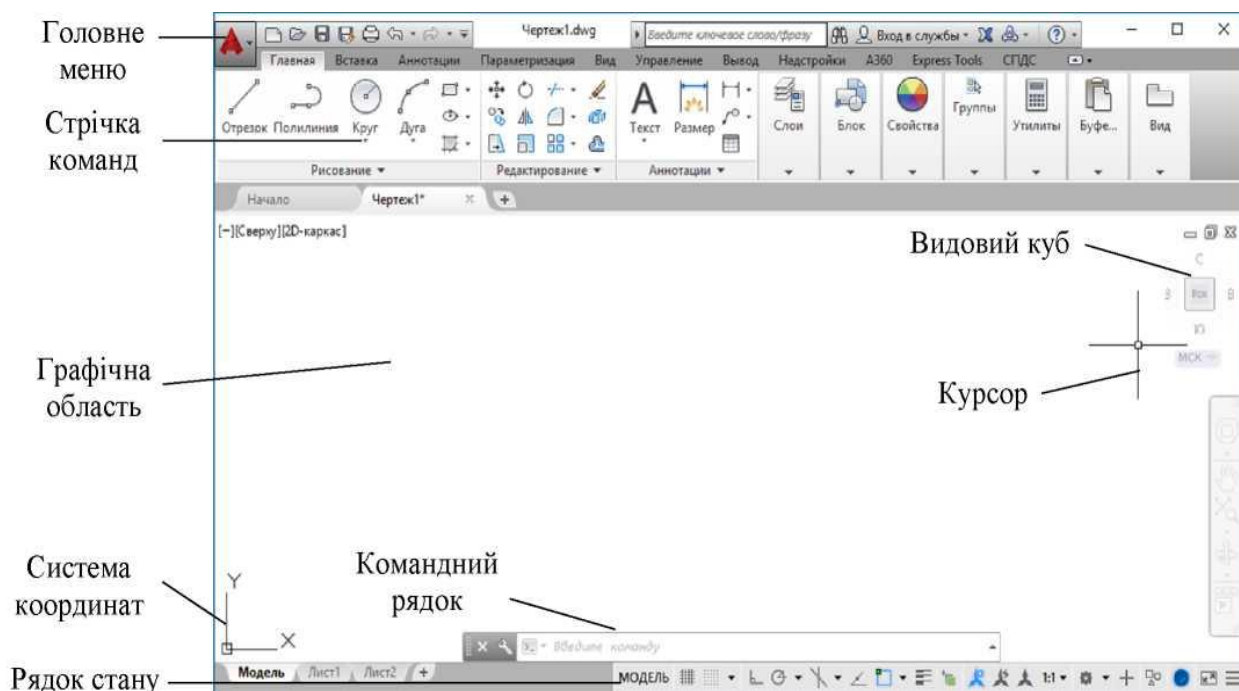 Головне
меню
Стрічка
команд
Графічна
область
Система
координат
Рядок стану
Чертеж1.dwg
Введите ключевое слово/фразу
Вход в службы
Главная Вставка Аннотации Параметризация Вид Управление Вывод Надстройки A360 Express Tools СПДС
Отрезок Полилиния Круг Дуга
Текст Размер
Слои Блок Свойства Группы Утилиты Буфе... Вид
Рисование Редактирование Аннотации
Начало Чертеж1* +
[−][Сверху][2D-каркас]
Видовий куб
С
З В
Ю
МСК
Курсор
Командний
рядок
Y
X
Введите команду
Модель Лист1 Лист2 +
МОДЕЛЬ 1:1